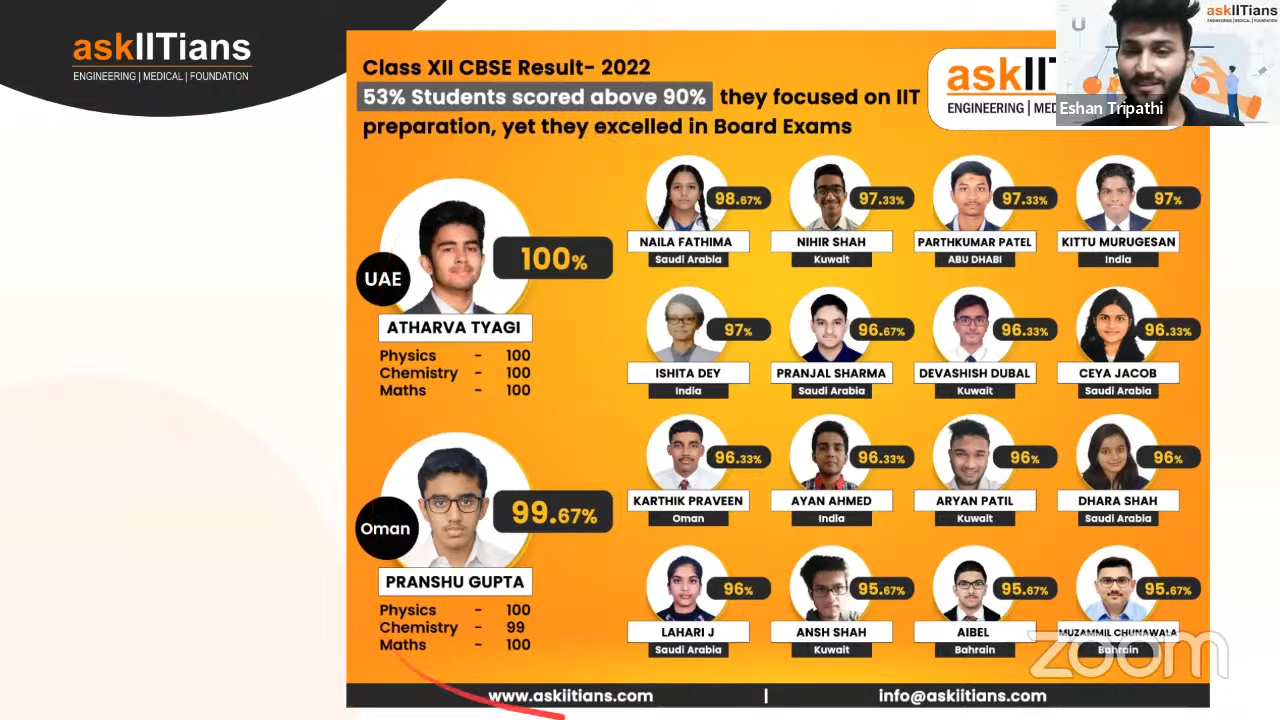 askIITians
ENGINEERING | MEDICAL | FOUNDATION
Class XII CBSE Result- 2022
53% Students scored above 90% they focused on IIT
preparation, yet they excelled in Board Exams
askII
ENGINEERING | ME
askIITians
ENGINEERING | MEDICAL | FOUNDATION
U
Eshan Tripathi
UAE
100%
ATHARVA TYAGI
Physics - 100
Chemistry - 100
Maths - 100
Oman
99.67%
PRANSHU GUPTA
Physics - 100
Chemistry - 99
Maths - 100
98.67% 97.33% 97.33% 97%
NAILA FATHIMA NIHIR SHAH PARTHKUMAR PATEL KITTU MURUGESAN
Saudi Arabia Kuwait ABU DHABI India
97% 96.67% 96.33% 96.33%
ISHITA DEY PRANJAL SHARMA DEVASHISH DUBAL CEYA JACOB
India Saudi Arabia Kuwait Saudi Arabia
96.33% 96.33% 96% 96%
KARTHIK PRAVEEN AYAN AHMED ARYAN PATIL DHARA SHAH
Oman India Kuwait Saudi Arabia
96% 95.67% 95.67% 95.67%
LAHARI J ANSH SHAH AIBEL MUZAMMIL CHUNAWALA
Saudi Arabia Kuwait Bahrain Bahrain
zoom
www.askiitians.com | info@askiitians.com